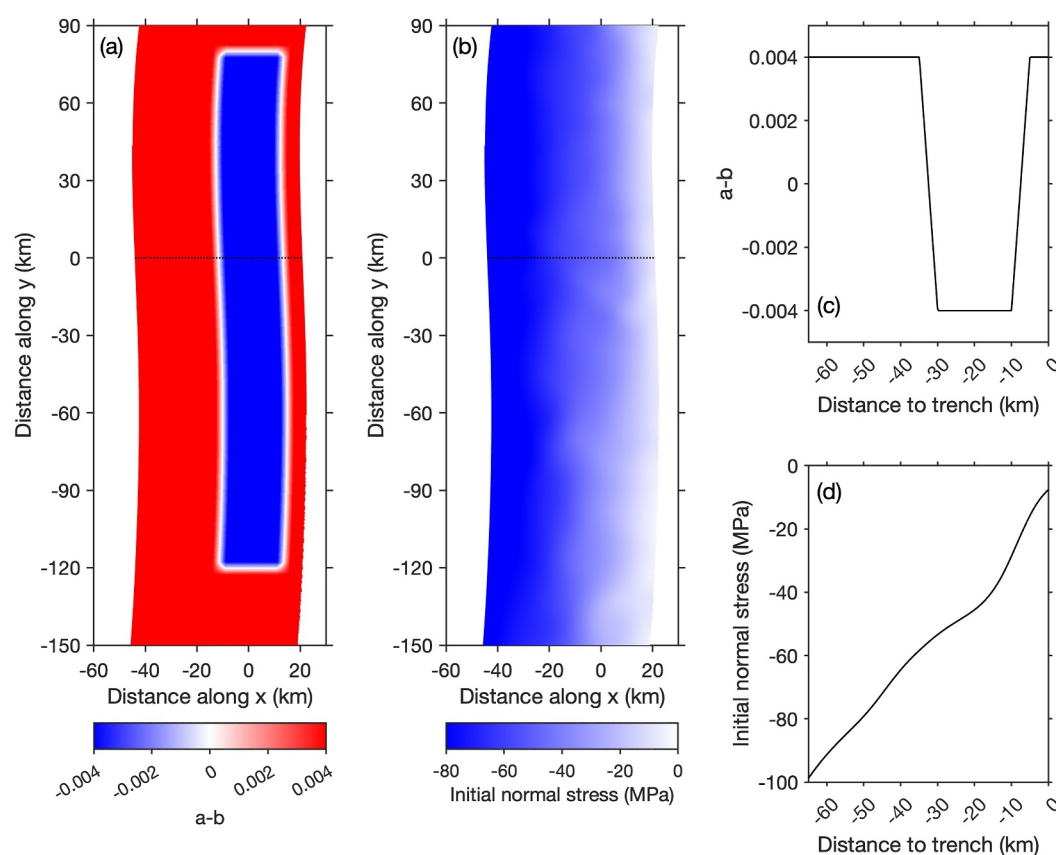 (a)
90
60
30
0
-30
-60
-90
-120
-150
Distance along y (km)
-60 -40 -20 0 20
Distance along x (km)
-0.004 -0.002 0 0.002 0.004
a-b
(b)
90
60
30
0
-30
-60
-90
-120
-150
Distance along y (km)
-60 -40 -20 0 20
Distance along x (km)
-80 -60 -40 -20 0
Initial normal stress (MPa)
(c)
0.004
0.002
0
-0.002
-0.004
a-b
-60 -50 -40 -30 -20 -10 0
Distance to trench (km)
(d)
0
-20
-40
-60
-80
-100
Initial normal stress (MPa)
-60 -50 -40 -30 -20 -10 0
Distance to trench (km)